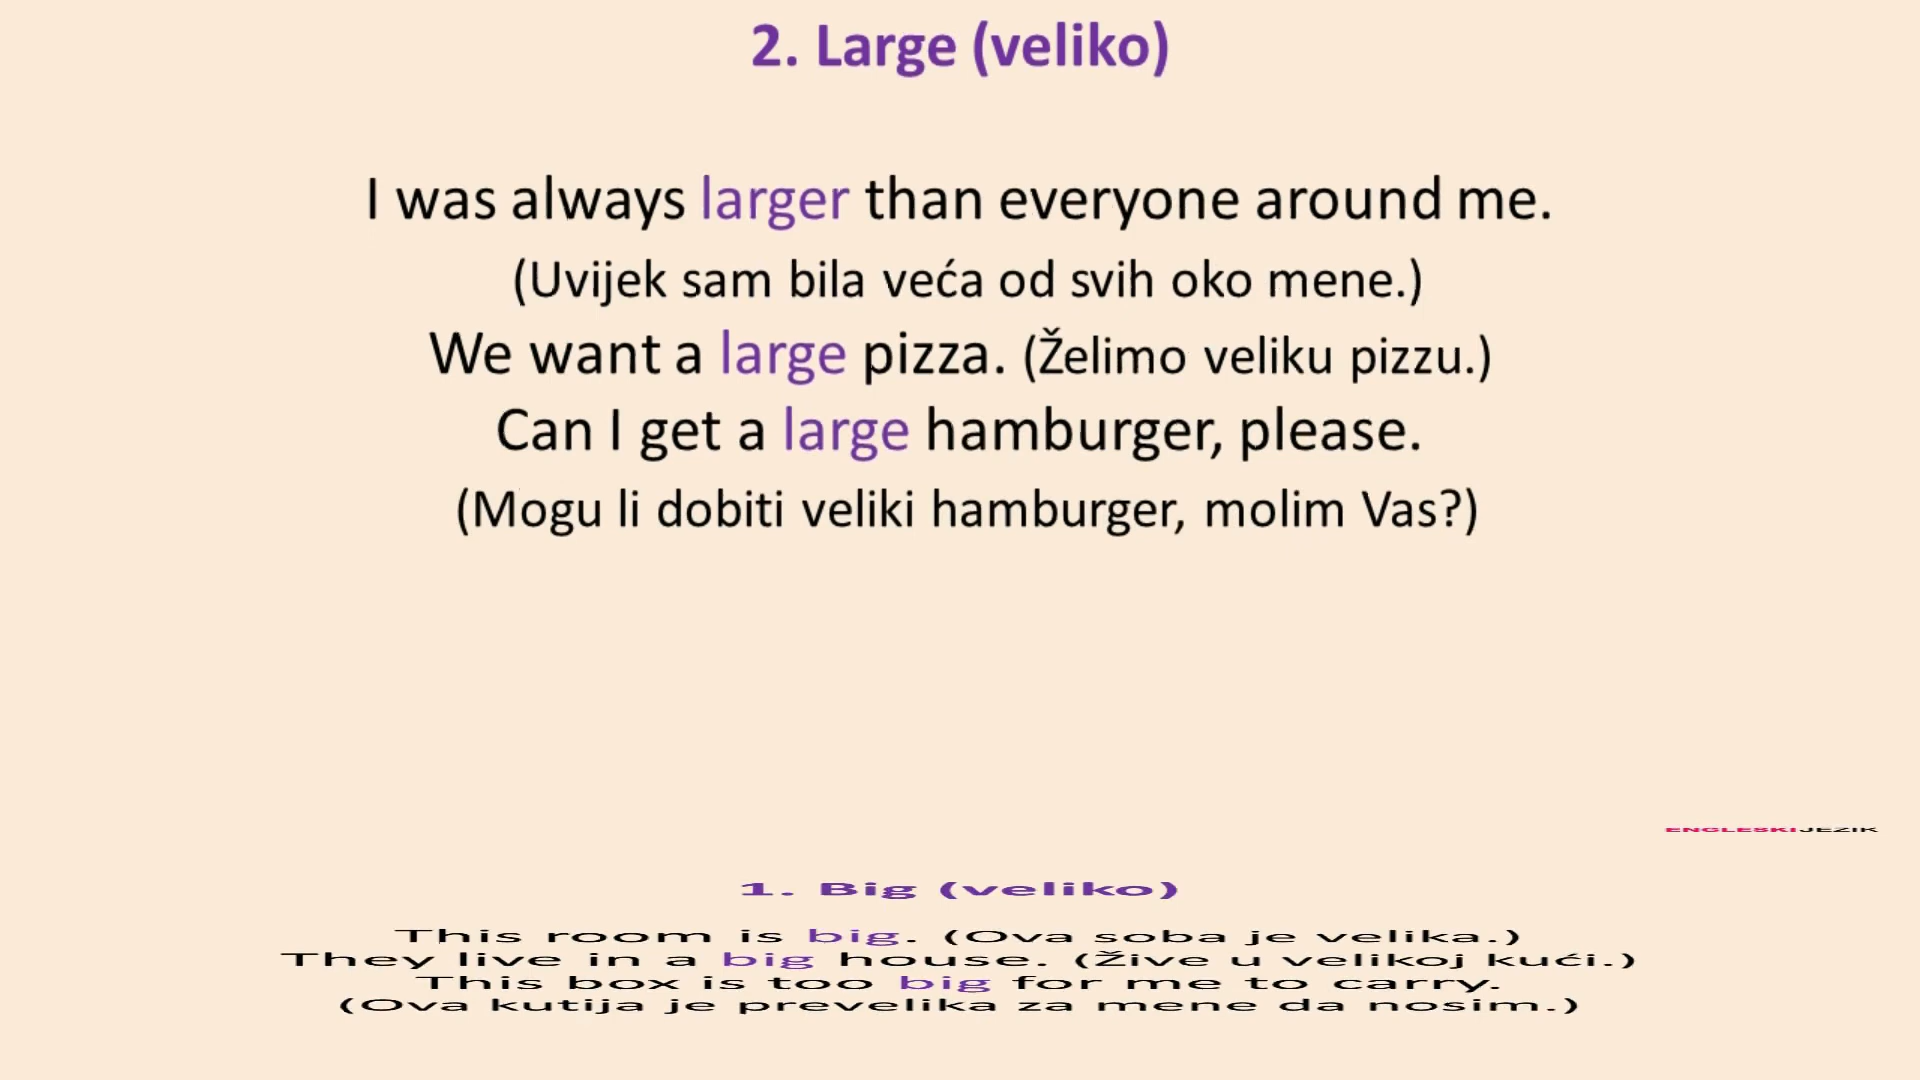 2. Large (veliko)
I was always larger than everyone around me.
(Uvijek sam bila veća od svih oko mene.)
We want a large pizza. (Želimo veliku pizzu.)
Can I get a large hamburger, please.
(Mogu li dobiti veliki hamburger, molim Vas?)
ENGLESKIJEZIK
1. Big (veliko)
This room is big. (Ova soba je velika.)
They live in a big house. (Žive u velikoj kući.)
This box is too big for me to carry.
(Ova kutija je prevelika za mene da nosim.)